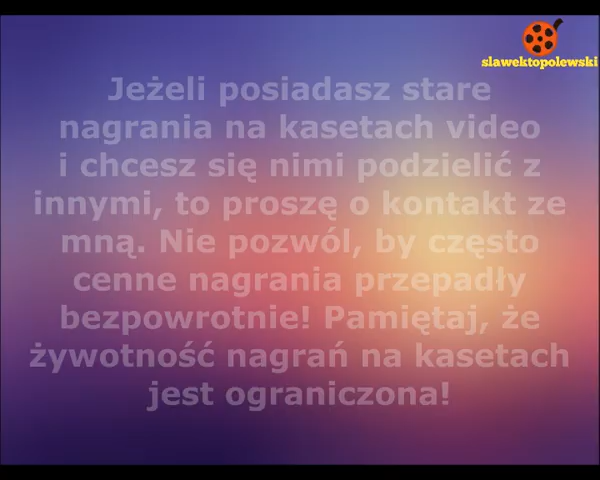 slawektopolewski
Jeżeli posiadasz stare
nagrania na kasetach video
i chcesz się nimi podzielić z
innymi, to proszę o kontakt ze
mną. Nie pozwól, by często
cenne nagrania przepadły
bezpowrotnie! Pamiętaj, że
żywotność nagrań na kasetach
jest ograniczona!